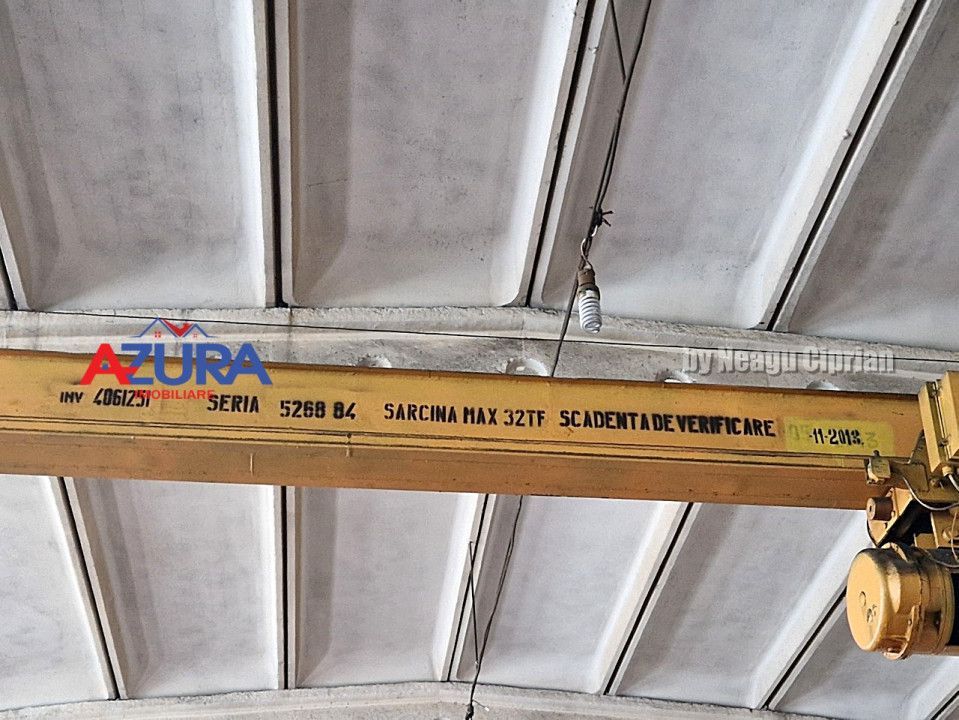 AZURA
IMOBILIARE
by Neagu Ciprian
INV 4061251 SERIA 5268 84 SARCINA MAX 32TF SCADENTA DE VERIFICARE -11-2018